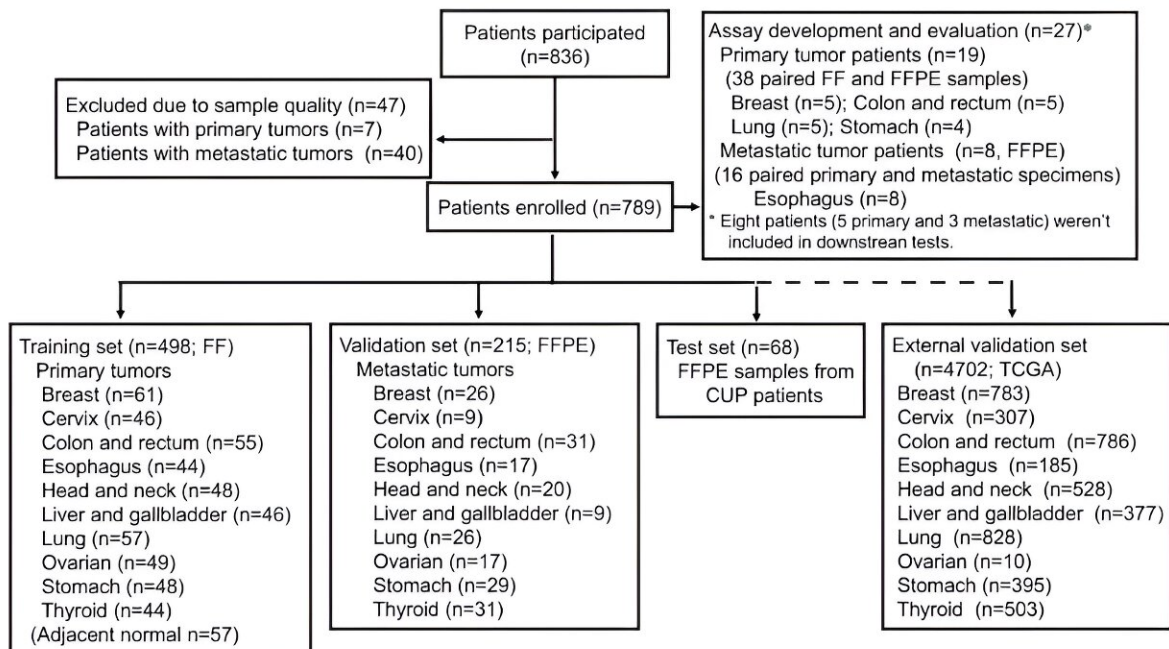 Patients participated
(n=836)
Excluded due to sample quality (n=47)
Patients with primary tumors (n=7)
Patients with metastatic tumors (n=40)
Assay development and evaluation (n=27)*
Primary tumor patients (n=19)
(38 paired FF and FFPE samples)
Breast (n=5); Colon and rectum (n=5)
Lung (n=5); Stomach (n=4)
Metastatic tumor patients (n=8, FFPE)
(16 paired primary and metastatic specimens)
Esophagus (n=8)
* Eight patients (5 primary and 3 metastatic) weren't
included in downstrean tests.
Patients enrolled (n=789)
Training set (n=498; FF)
Primary tumors
Breast (n=61)
Cervix (n=46)
Colon and rectum (n=55)
Esophagus (n=44)
Head and neck (n=48)
Liver and gallbladder (n=46)
Lung (n=57)
Ovarian (n=49)
Stomach (n=48)
Thyroid (n=44)
(Adjacent normal n=57)
Validation set (n=215; FFPE)
Metastatic tumors
Breast (n=26)
Cervix (n=9)
Colon and rectum (n=31)
Esophagus (n=17)
Head and neck (n=20)
Liver and gallbladder (n=9)
Lung (n=26)
Ovarian (n=17)
Stomach (n=29)
Thyroid (n=31)
Test set (n=68)
FFPE samples from
CUP patients
External validation set
(n=4702; TCGA)
Breast (n=783)
Cervix (n=307)
Colon and rectum (n=786)
Esophagus (n=185)
Head and neck (n=528)
Liver and gallbladder (n=377)
Lung (n=828)
Ovarian (n=10)
Stomach (n=395)
Thyroid (n=503)